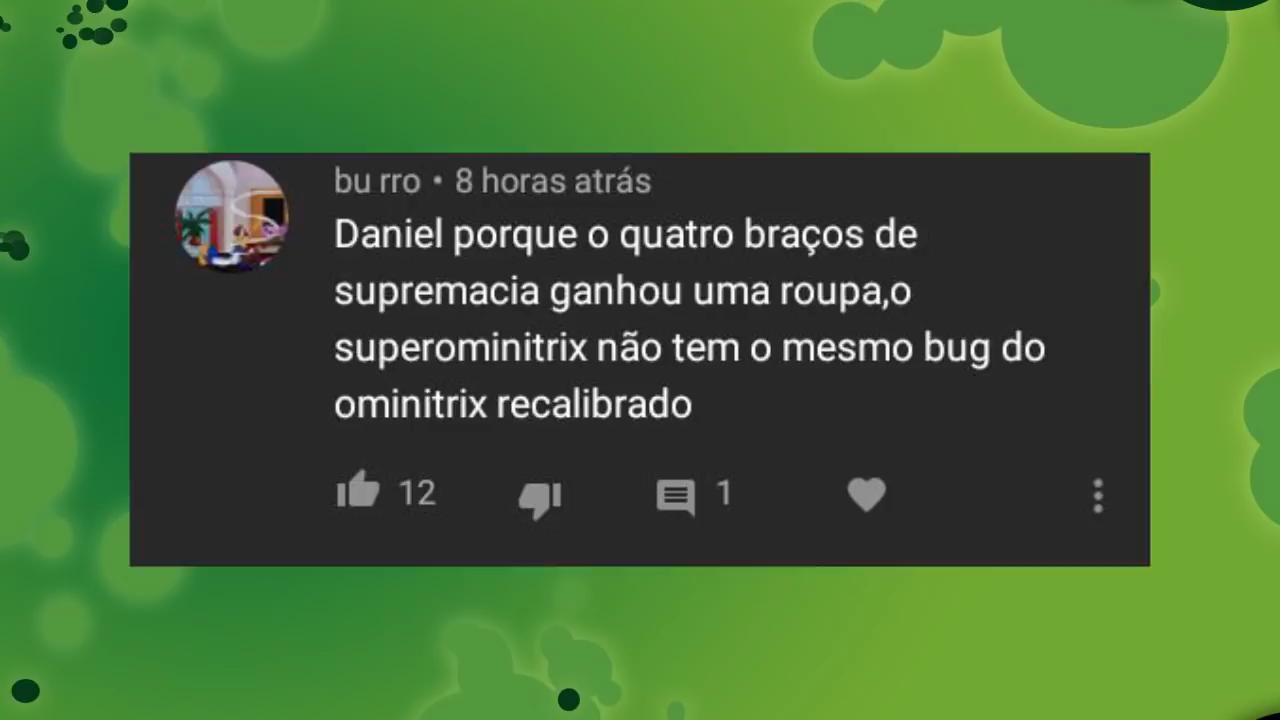 bu rro • 8 horas atrás
Daniel porque o quatro braços de
supremacia ganhou uma roupa,o
superominitrix não tem o mesmo bug do
ominitrix recalibrado
12 1